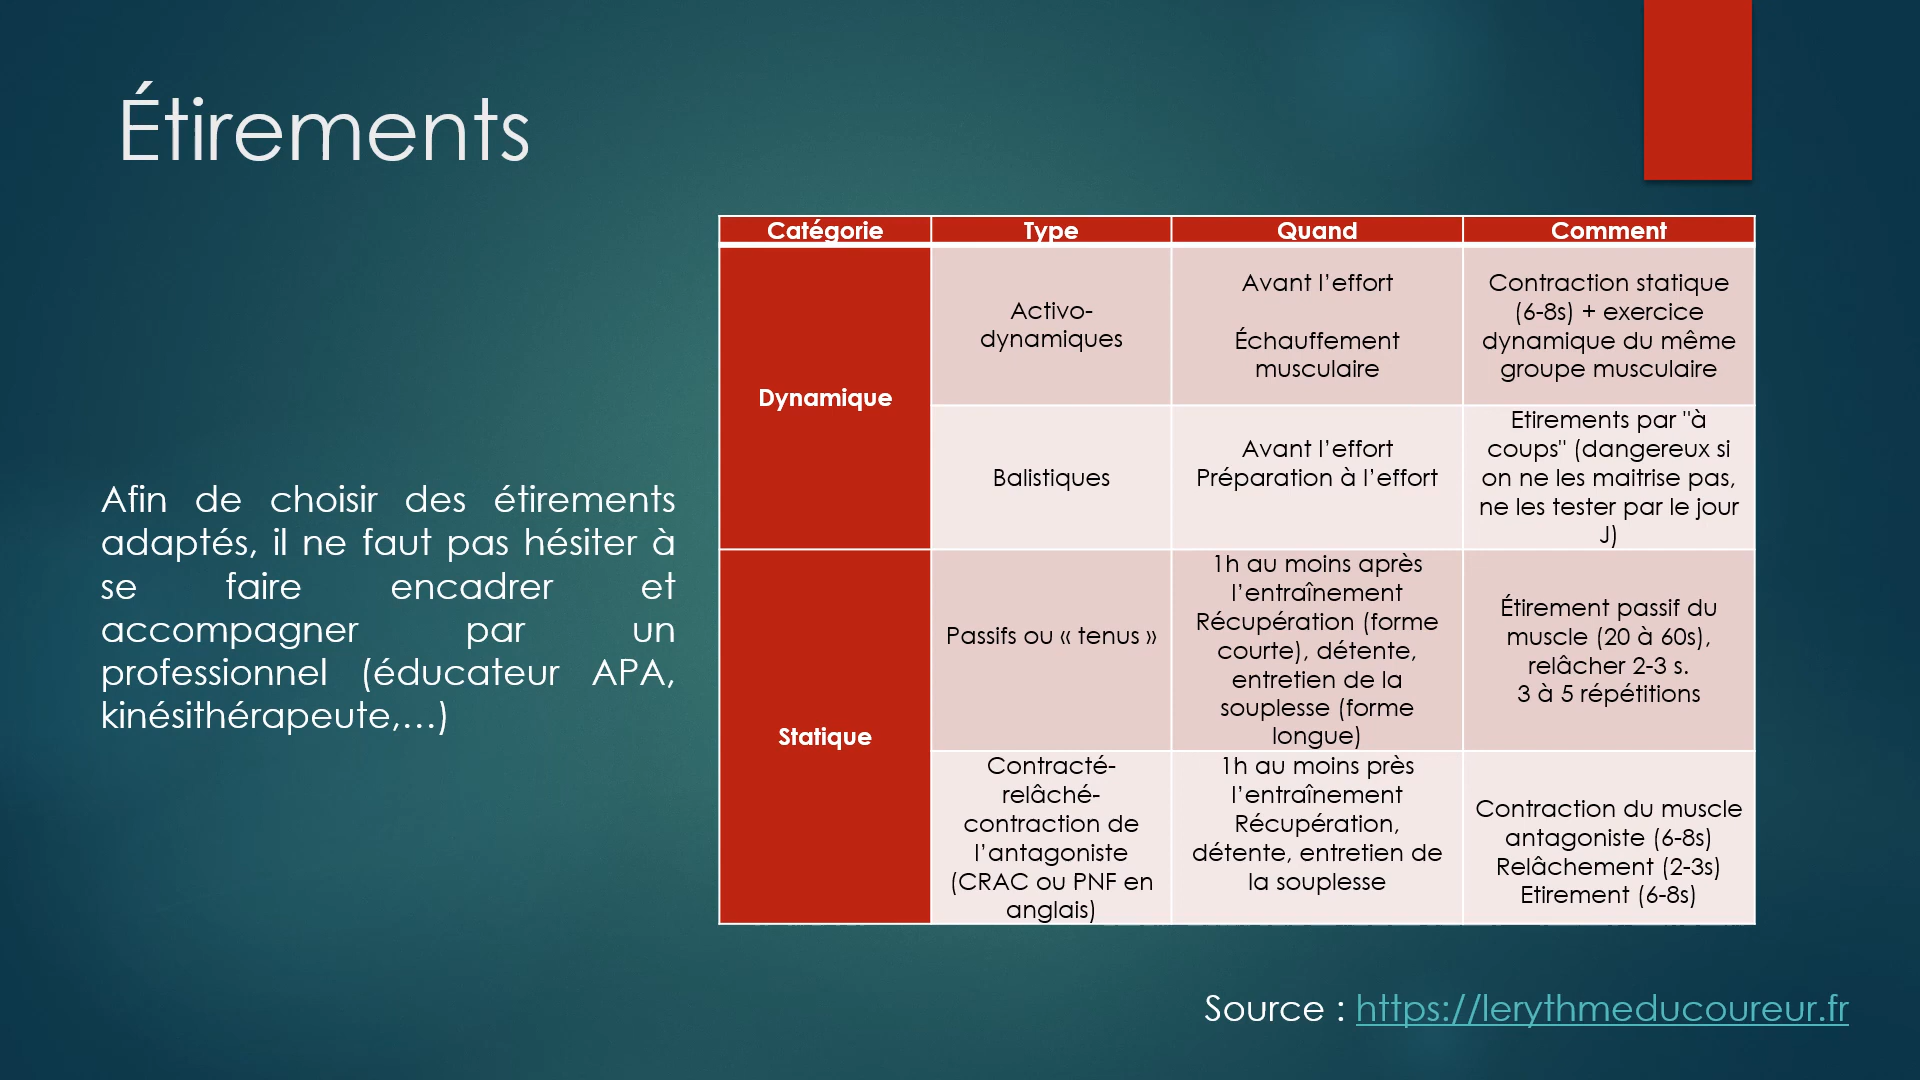 Étirements
Afin de choisir des étirements
adaptés, il ne faut pas hésiter à
se faire encadrer et
accompagner par un
professionnel (éducateur APA,
kinésithérapeute,…)
Catégorie
Type
Quand
Comment
Dynamique
Activo-
dynamiques
Avant l’effort
Échauffement
musculaire
Contraction statique
(6-8s) + exercice
dynamique du même
groupe musculaire
Balistiques
Avant l’effort
Préparation à l’effort
Etirements par "à
coups" (dangereux si
on ne les maitrise pas,
ne les tester par le jour
J)
Statique
Passifs ou « tenus »
1h au moins après
l’entraînement
Récupération (forme
courte), détente,
entretien de la
souplesse (forme
longue)
Étirement passif du
muscle (20 à 60s),
relâcher 2-3 s.
3 à 5 répétitions
Contracté-
relâché-
contraction de
l’antagoniste
(CRAC ou PNF en
anglais)
1h au moins près
l’entraînement
Récupération,
détente, entretien de
la souplesse
Contraction du muscle
antagoniste (6-8s)
Relâchement (2-3s)
Etirement (6-8s)
Source : https://lerythmeducoureur.fr